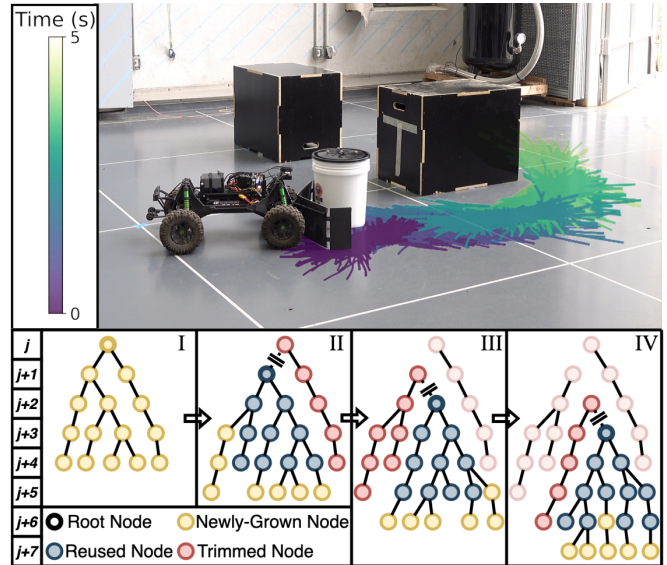 Time (s)
5
0
I
II
III
IV
j
j+1
j+2
j+3
j+4
j+5
j+6
j+7
Root Node
Newly-Grown Node
Reused Node
Trimmed Node